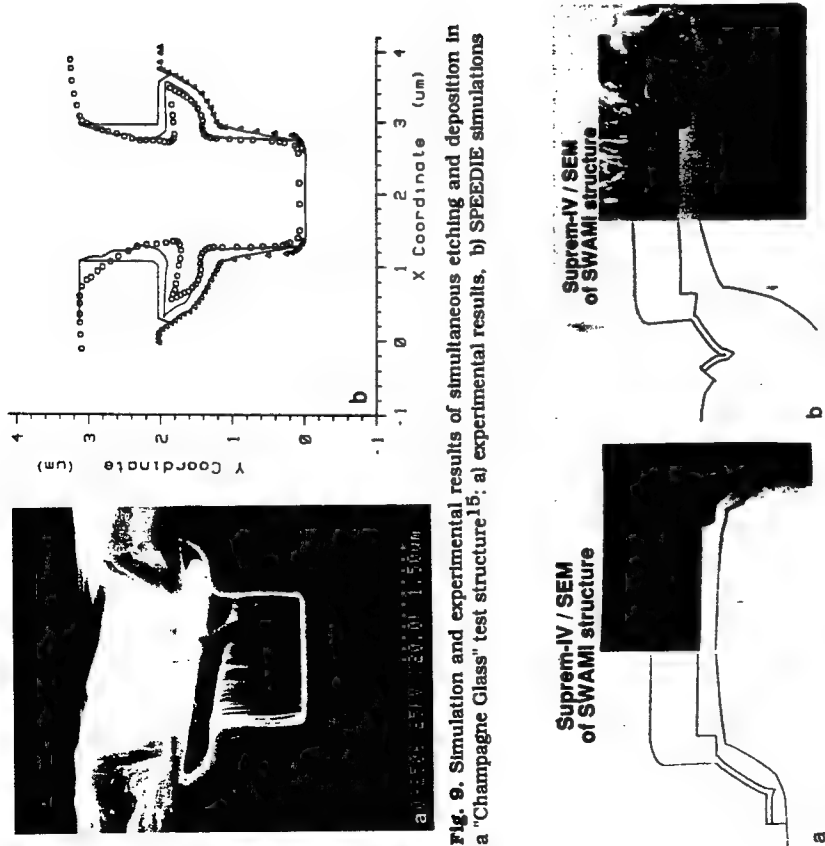 a
1.50um
Y Coordinate (um)
4
3
2
1
0
-1
0
1
2
3
4
X Coordinate (um)
b
Fig. 9. Simulation and experimental results of simultaneous etching and deposition in
a "Champagne Glass" test structure15: a) experimental results, b) SPEEDIE simulations
Suprem-IV / SEM
of SWAMI structure
a
Suprem-IV / SEM
of SWAMI structure
b